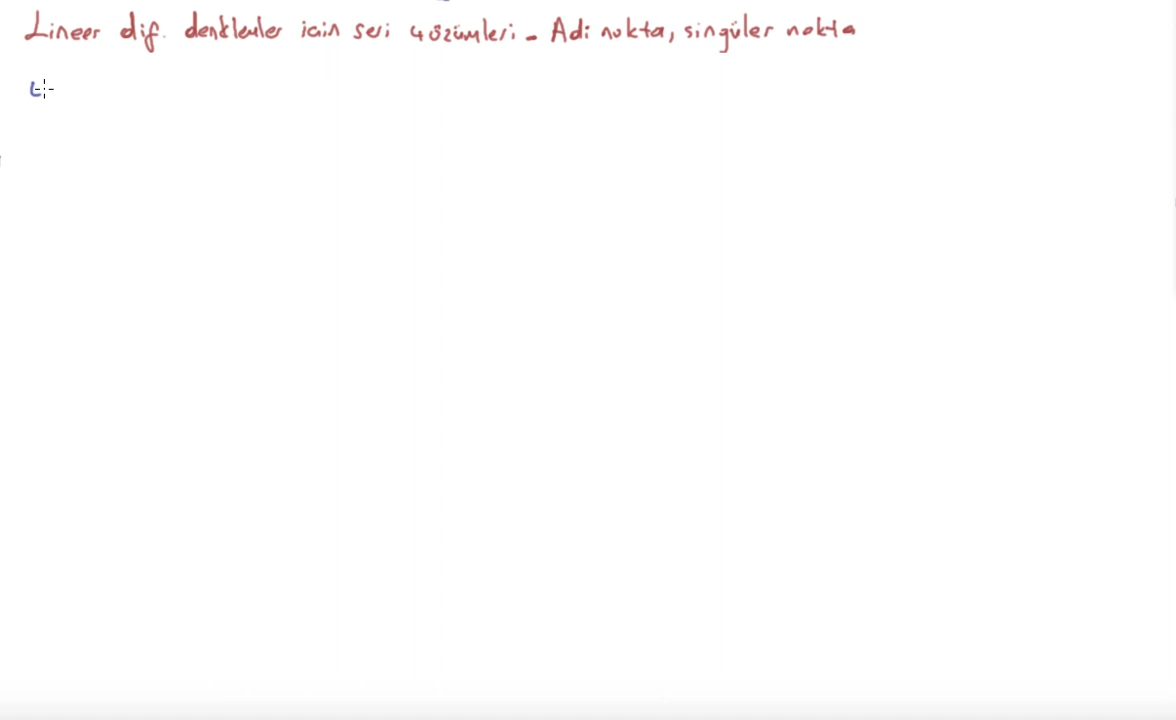 Lineer dif. denklemler için seri çözümleri - Adi nokta, singüler nokta